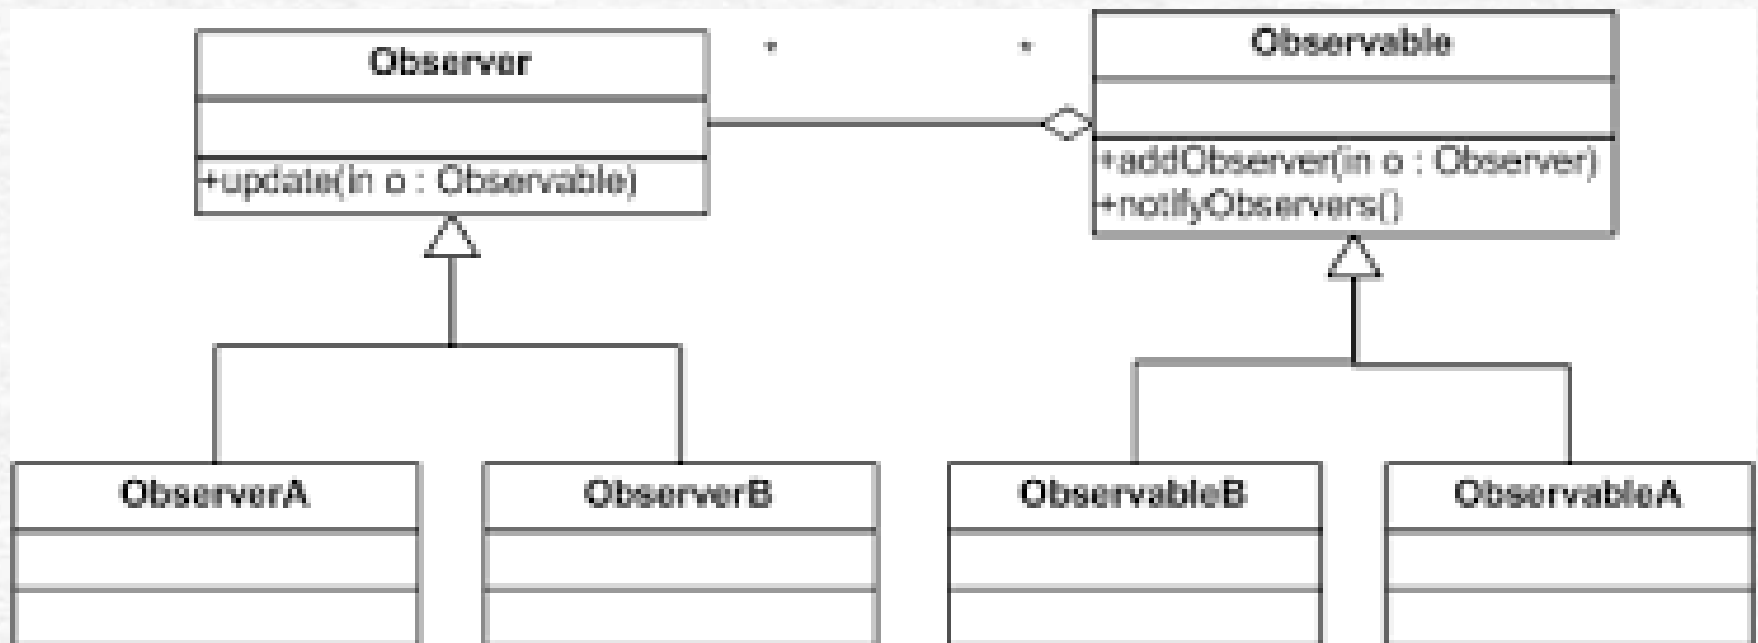 Observer
+update(in o : Observable)
*
*
Observable
+addObserver(in o : Observer)
+notifyObservers()
ObserverA
ObserverB
ObservableB
ObservableA